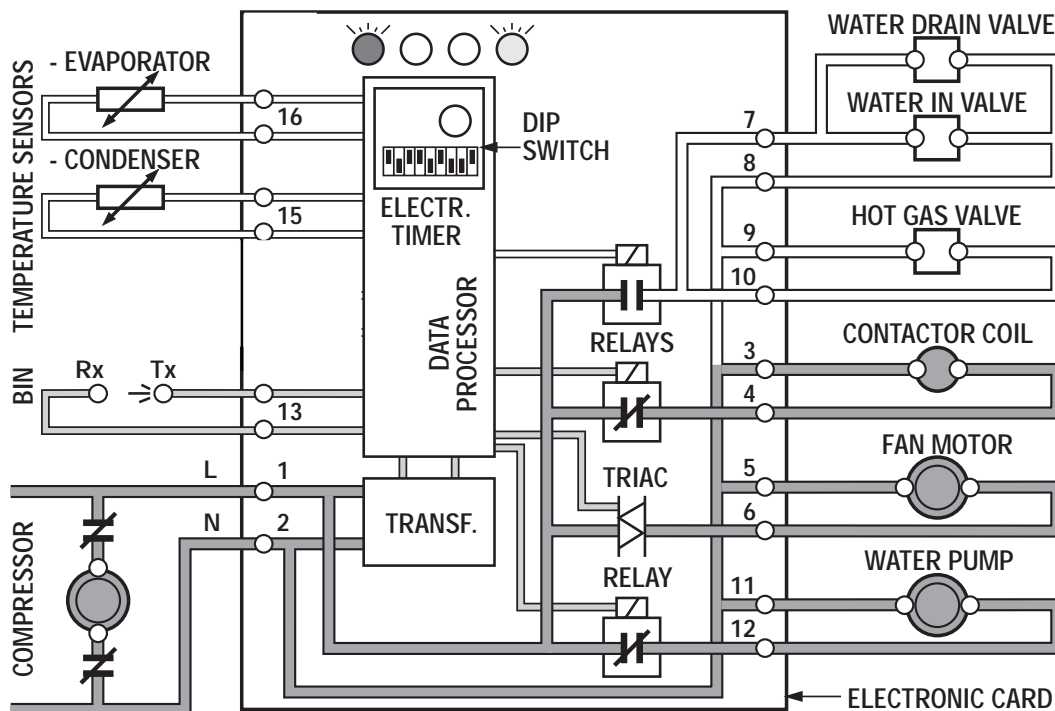 TEMPERATURE SENSORS
- EVAPORATOR
16
- CONDENSER
15
BIN
Rx
Tx
13
L
1
N
2
COMPRESSOR
DIP
SWITCH
ELECTR.
TIMER
DATA
PROCESSOR
TRANSF.
RELAYS
TRIAC
RELAY
WATER DRAIN VALVE
7
WATER IN VALVE
8
HOT GAS VALVE
9
10
CONTACTOR COIL
3
4
FAN MOTOR
5
6
WATER PUMP
11
12
ELECTRONIC CARD